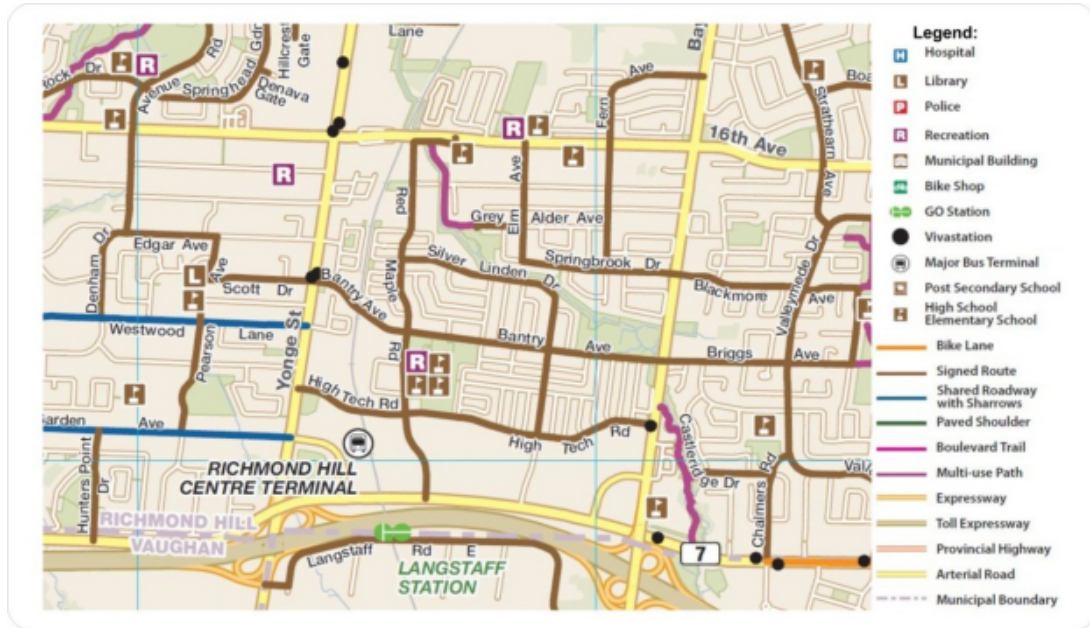 Lane
Bay
ock Dr
Avenue
Rd
Springhead
Gdn
Denava
Gate
Hillcrest
Gate
Ave
Fern
16th Ave
Strathearn
Ave
Boa
R
R
R
Red
Maple
Rd
Grey
Alder Ave
Elm
Ave
Silver
Linden
Dr
Springbrook Dr
Blackmore
Ave
Valleymede Dr
Denham
Dr
Edgar Ave
Ave
L
Scott Dr
Bantry Ave
Westwood
Lane
Pearson
Yonge St
Bantry
Ave
Briggs
Ave
R
High Tech Rd
High
Tech
Rd
arden
Ave
Castlerid
ge Dr
Chalmers
Rd
Val
Hunters Point
Dr
RICHMOND HILL
CENTRE TERMINAL
RICHMOND HILL
VAUGHAN
Langstaff
Rd
E
LANGSTAFF
STATION
7
Legend:
H Hospital
L Library
P Police
R Recreation
Municipal Building
Bike Shop
GO Station
Vivastation
Major Bus Terminal
Post Secondary School
High School
Elementary School
Bike Lane
Signed Route
Shared Roadway
with Sharrows
Paved Shoulder
Boulevard Trail
Multi-use Path
Expressway
Toll Expressway
Provincial Highway
Arterial Road
Municipal Boundary